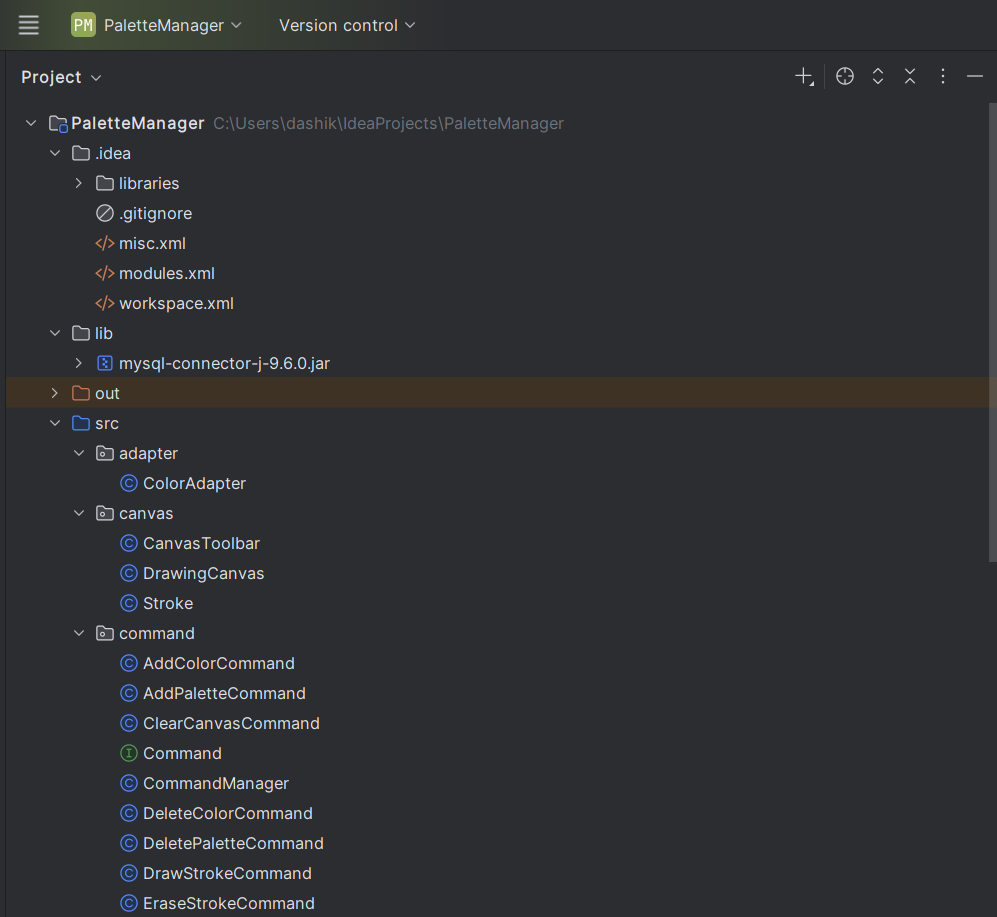 PM PaletteManager Version control
Project
PaletteManager C:\Users\dashik\IdeaProjects\PaletteManager
.idea
libraries
.gitignore
</> misc.xml
</> modules.xml
</> workspace.xml
lib
mysql-connector-j-9.6.0.jar
out
src
adapter
C ColorAdapter
canvas
C CanvasToolbar
C DrawingCanvas
C Stroke
command
C AddColorCommand
C AddPaletteCommand
C ClearCanvasCommand
I Command
C CommandManager
C DeleteColorCommand
C DeletePaletteCommand
C DrawStrokeCommand
C EraseStrokeCommand